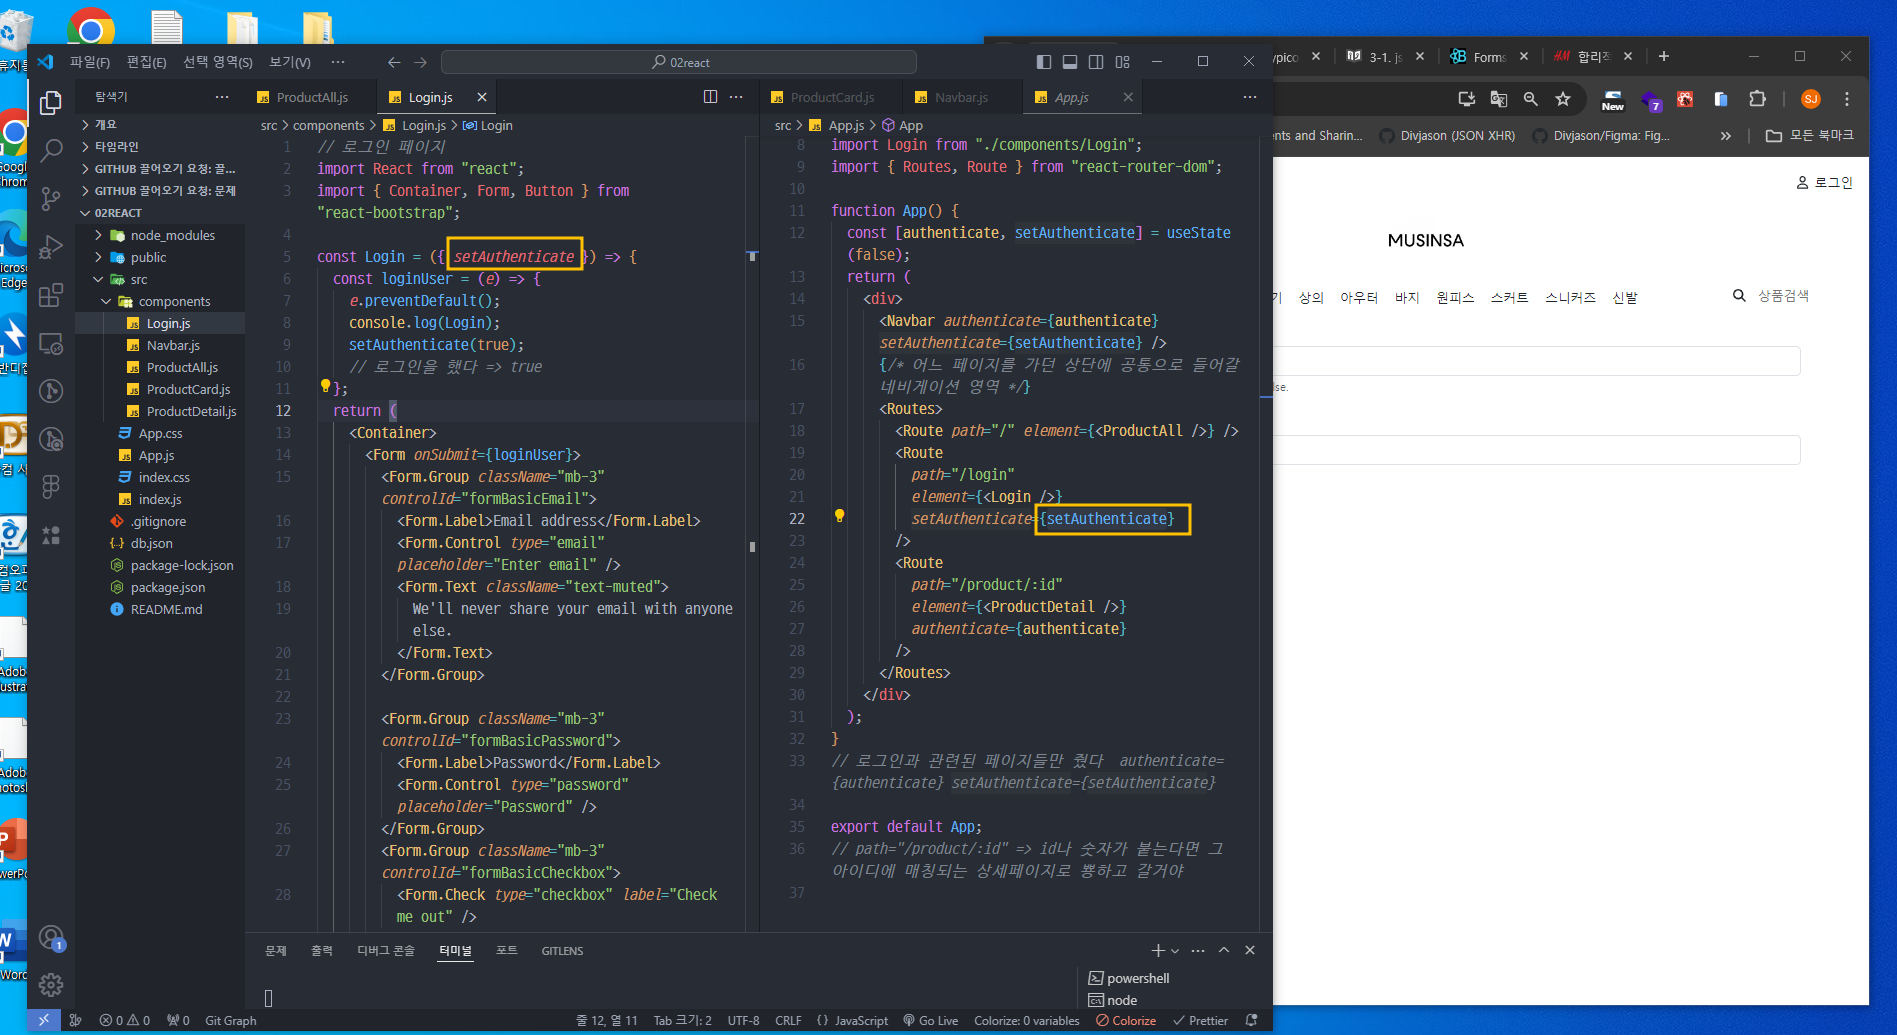 파일(F) 편집(E) 선택 영역(S) 보기(V) ··· 02react
탐색기 ···
개요
타임라인
GITHUB 끌어오기 요청: 끌...
GITHUB 끌어오기 요청: 문제
02REACT
node_modules
public
src
components
Login.js
Navbar.js
ProductAll.js
ProductCard.js
ProductDetail.js
App.css
App.js
index.css
index.js
.gitignore
db.json
package-lock.json
package.json
README.md
ProductAll.js Login.js
src > components > Login.js > Login
1 // 로그인 페이지
2 import React from "react";
3 import { Container, Form, Button } from
"react-bootstrap";
4
5 const Login = ({ setAuthenticate }) => {
6 const loginUser = (e) => {
7 e.preventDefault();
8 console.log(Login);
9 setAuthenticate(true);
10 // 로그인을 했다 => true
11 };
12 return (
13 <Container>
14 <Form onSubmit={loginUser}>
15 <Form.Group className="mb-3"
controlId="formBasicEmail">
16 <Form.Label>Email address</Form.Label>
17 <Form.Control type="email"
placeholder="Enter email" />
18 <Form.Text className="text-muted">
19 We'll never share your email with anyone
else.
20 </Form.Text>
21 </Form.Group>
22
23 <Form.Group className="mb-3"
controlId="formBasicPassword">
24 <Form.Label>Password</Form.Label>
25 <Form.Control type="password"
placeholder="Password" />
26 </Form.Group>
27 <Form.Group className="mb-3"
controlId="formBasicCheckbox">
28 <Form.Check type="checkbox" label="Check
me out" />
ProductCard.js Navbar.js App.js
src > App.js > App
8 import Login from "./components/Login";
9 import { Routes, Route } from "react-router-dom";
10
11 function App() {
12 const [authenticate, setAuthenticate] = useState
(false);
13 return (
14 <div>
15 <Navbar authenticate={authenticate}
setAuthenticate={setAuthenticate} />
16 {/* 어느 페이지를 가던 상단에 공통으로 들어갈
네비게이션 영역 */}
17 <Routes>
18 <Route path="/" element={<ProductAll />} />
19 <Route
20 path="/login"
21 element={<Login />}
22 setAuthenticate={setAuthenticate}
23 />
24 <Route
25 path="/product/:id"
26 element={<ProductDetail />}
27 authenticate={authenticate}
28 />
29 </Routes>
30 </div>
31 );
32 }
33 // 로그인과 관련된 페이지들만 줬다 authenticate=
{authenticate} setAuthenticate={setAuthenticate}
34
35 export default App;
36 // path="/product/:id" => id나 숫자가 붙는다면 그
아이디에 매칭되는 상세페이지로 뿅하고 갈거야
37
문제 출력 디버그 콘솔 터미널 포트 GITLENS
powershell
node
0 0 0 Git Graph 줄 12, 열 11 Tab 크기: 2 UTF-8 CRLF {} JavaScript Go Live Colorize: 0 variables Colorize Prettier
1
3-1. js Forms 합리적
New 7 SJ
Divjason (JSON XHR) Divjason/Figma: Fig... 모든 북마크
로그인
MUSINSA
상의 아우터 바지 원피스 스커트 스니커즈 신발 상품검색
Edge
Word